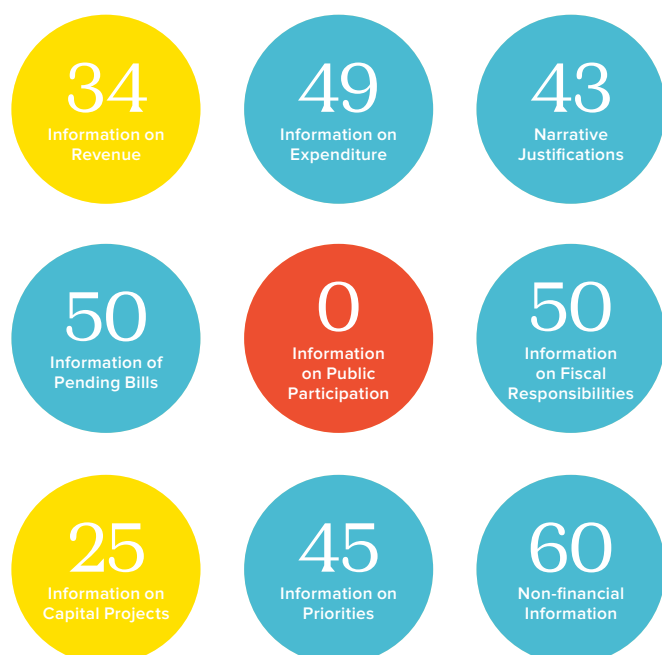 34
Information on
Revenue
49
Information on
Expenditure
43
Narrative
Justifications
50
Information of
Pending Bills
0
Information
on Public
Participation
50
Information
on Fiscal
Responsibilities
25
Information on
Capital Projects
45
Information on
Priorities
60
Non-financial
Information